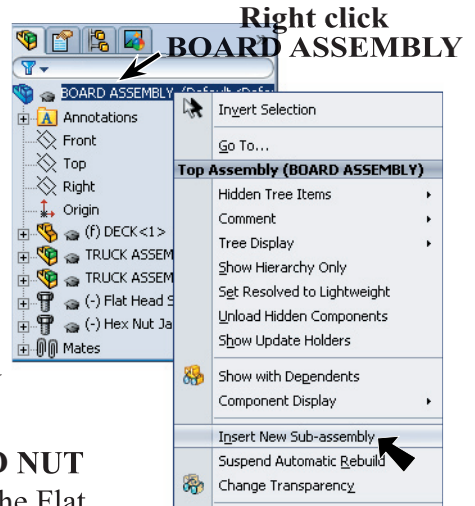 Right click
BOARD ASSEMBLY
BOARD ASSEMBLY (Default<Defa
Annotations
Front
Top
Right
Origin
(f) DECK<1>
TRUCK ASSEM
TRUCK ASSEM
(-) Flat Head S
(-) Hex Nut Ja
Mates
Invert Selection
Go To...
Top Assembly (BOARD ASSEMBLY)
Hidden Tree Items
Comment
Tree Display
Show Hierarchy Only
Set Resolved to Lightweight
Unload Hidden Components
Show Update Holders
Show with Dependents
Component Display
Insert New Sub-assembly
Suspend Automatic Rebuild
Change Transparency
NUT
he Flat